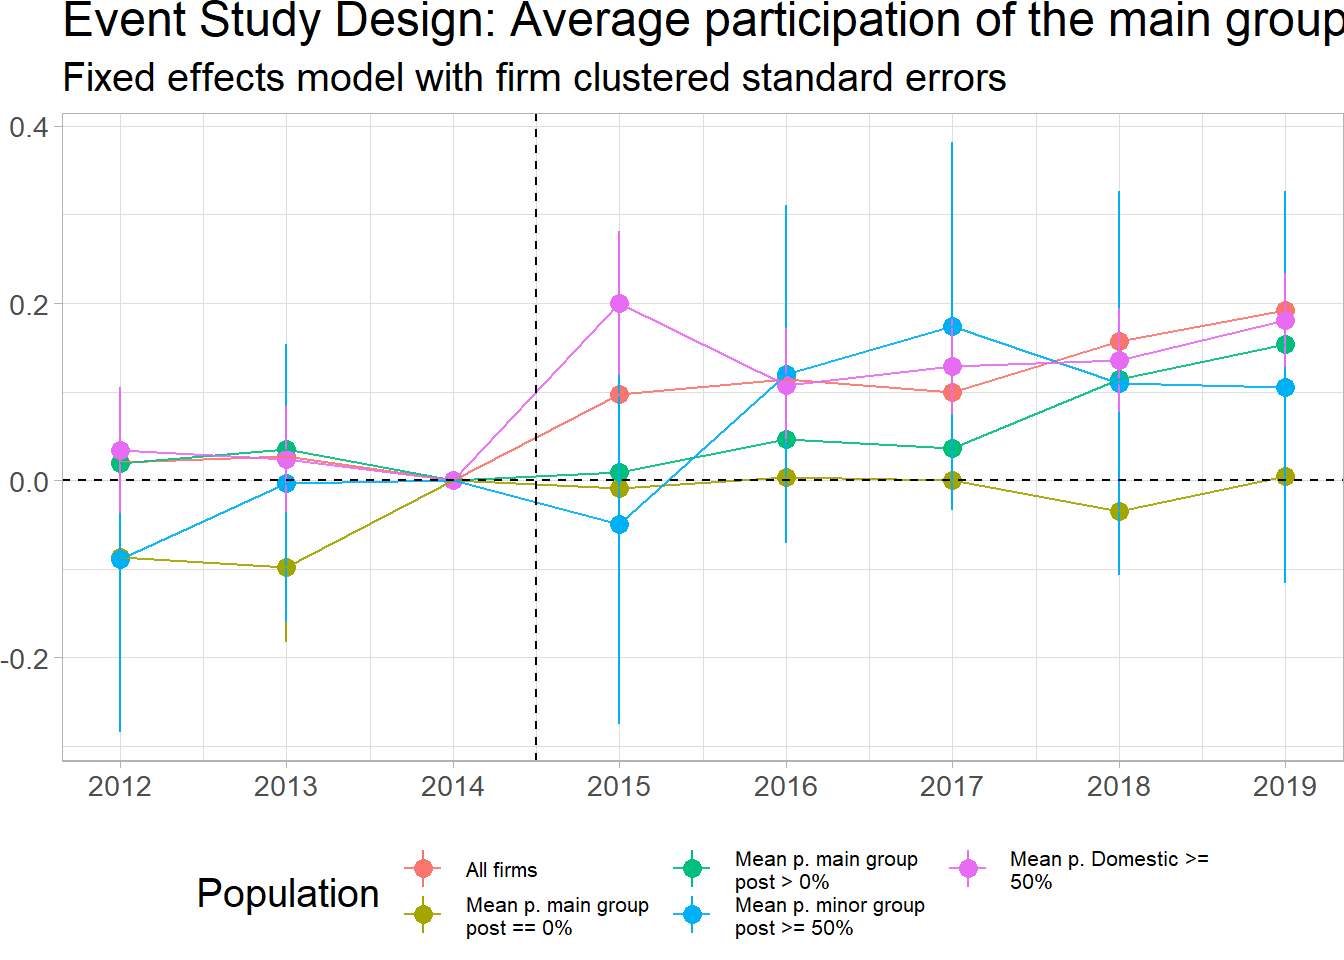 Event Study Design: Average participation of the main group
Fixed effects model with firm clustered standard errors
0.4
0.2
0.0
-0.2
2012 2013 2014 2015 2016 2017 2018 2019
Population
All firms
Mean p. main group
post == 0%
Mean p. main group
post > 0%
Mean p. minor group
post >= 50%
Mean p. Domestic >=
50%